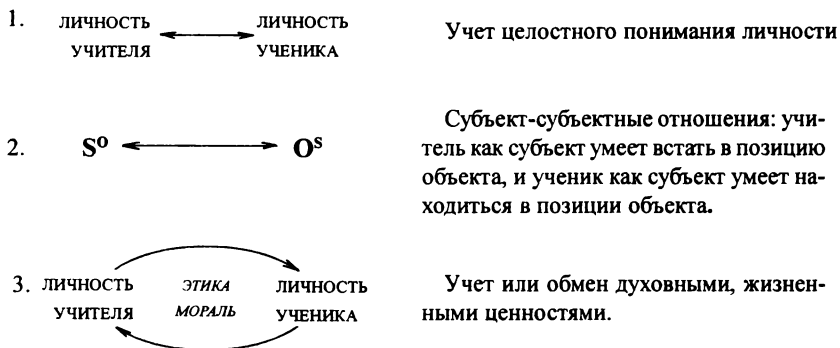 1. ЛИЧНОСТЬ УЧИТЕЛЯ ЛИЧНОСТЬ УЧЕНИКА
Учет целостного понимания личности
2. Sᴼ Oˢ
Субъект-субъектные отношения: учи-
тель как субъект умеет встать в позицию
объекта, и ученик как субъект умеет на-
ходиться в позиции объекта.
3. ЛИЧНОСТЬ УЧИТЕЛЯ ЭТИКА МОРАЛЬ ЛИЧНОСТЬ УЧЕНИКА
Учет или обмен духовными, жизнен-
ными ценностями.